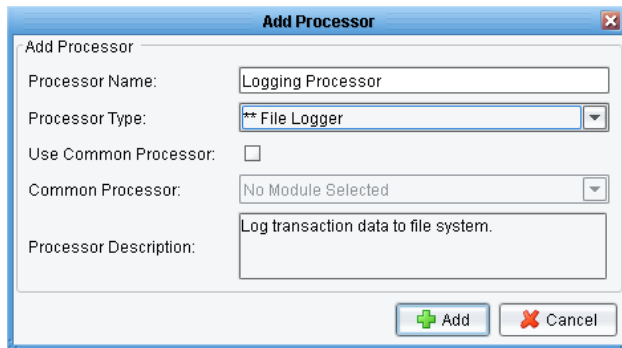 Add Processor
Add Processor
Processor Name: Logging Processor
Processor Type: ** File Logger
Use Common Processor:
Common Processor: No Module Selected
Processor Description: Log transaction data to file system.
Add Cancel